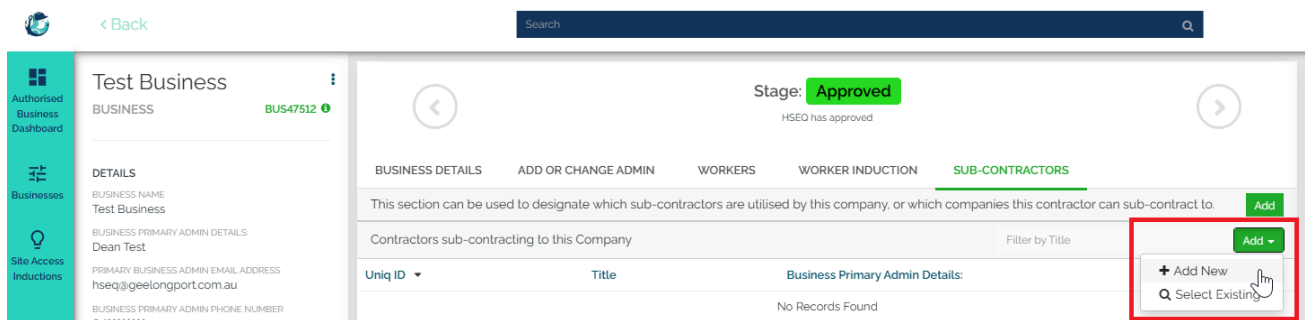 < Back
Search
Authorised
Business
Dashboard
Businesses
Site Access
Inductions
Test Business
BUSINESS
BUS47512
DETAILS
BUSINESS NAME
Test Business
BUSINESS PRIMARY ADMIN DETAILS:
Dean Test
PRIMARY BUSINESS ADMIN EMAIL ADDRESS
hseq@geelongport.com.au
BUSINESS PRIMARY ADMIN PHONE NUMBER
Stage: Approved
HSEQ has approved
BUSINESS DETAILS ADD OR CHANGE ADMIN WORKERS WORKER INDUCTION SUB-CONTRACTORS
This section can be used to designate which sub-contractors are utilised by this company, or which companies this contractor can sub-contract to. Add
Contractors sub-contracting to this Company Filter by Title Add
Uniq ID Title Business Primary Admin Details:
+ Add New
Select Existing
No Records Found